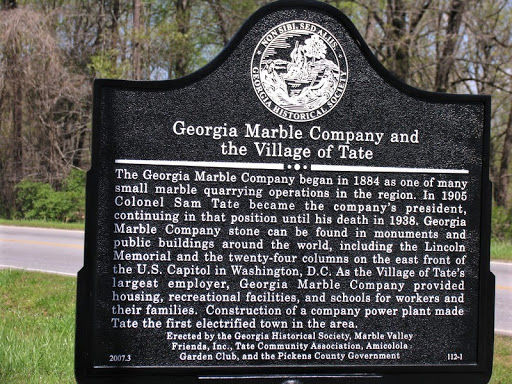 NON SIBI, SED ALIIS.
GEORGIA HISTORICAL SOCIETY
Georgia Marble Company and
the Village of Tate
The Georgia Marble Company began in 1884 as one of many
small marble quarrying operations in the region. In 1905
Colonel Sam Tate became the company's president,
continuing in that position until his death in 1938. Georgia
Marble Company stone can be found in monuments and
public buildings around the world, including the Lincoln
Memorial and the twenty-four columns on the east front of
the U.S. Capitol in Washington, D.C. As the Village of Tate's
largest employer, Georgia Marble Company provided
housing, recreational facilities, and schools for workers and
their families. Construction of a company power plant made
Tate the first electrified town in the area.
Erected by the Georgia Historical Society, Marble Valley
Friends, Inc., Tate Community Association, Amicolola
Garden Club, and the Pickens County Government
2007.3 112-1